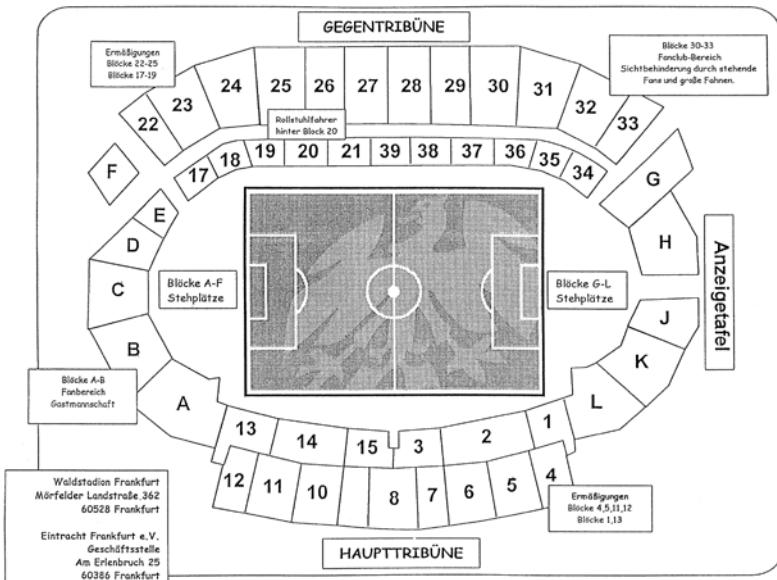 GEGENTRIBÜNE
Ermäßigungen
Blöcke 22-25
Blöcke 17-19
Blöcke 30-33
Fanclub-Bereich
Sichtbehinderung durch stehende
Fans und große Fahnen.
22 23 24 25 26 27 28 29 30 31 32 33
Rollstuhlfahrer
hinter Block 20
17 18 19 20 21 39 38 37 36 35 34
F
E
D
C
B
A
G
H
J
K
L
Anzeigetafel
Blöcke A-F
Stehplätze
Blöcke G-L
Stehplätze
Blöcke A-B
Fanbereich
Gastmannschaft
13 14 15 3 2 1
12 11 10 8 7 6 5 4
Ermäßigungen
Blöcke 4,5,11,12
Blöcke 1,13
HAUPTTRIBÜNE
Waldstadion Frankfurt
Mörfelder Landstraße 362
60528 Frankfurt
Eintracht Frankfurt e.V.
Geschäftsstelle
Am Erlenbruch 25
60386 Frankfurt